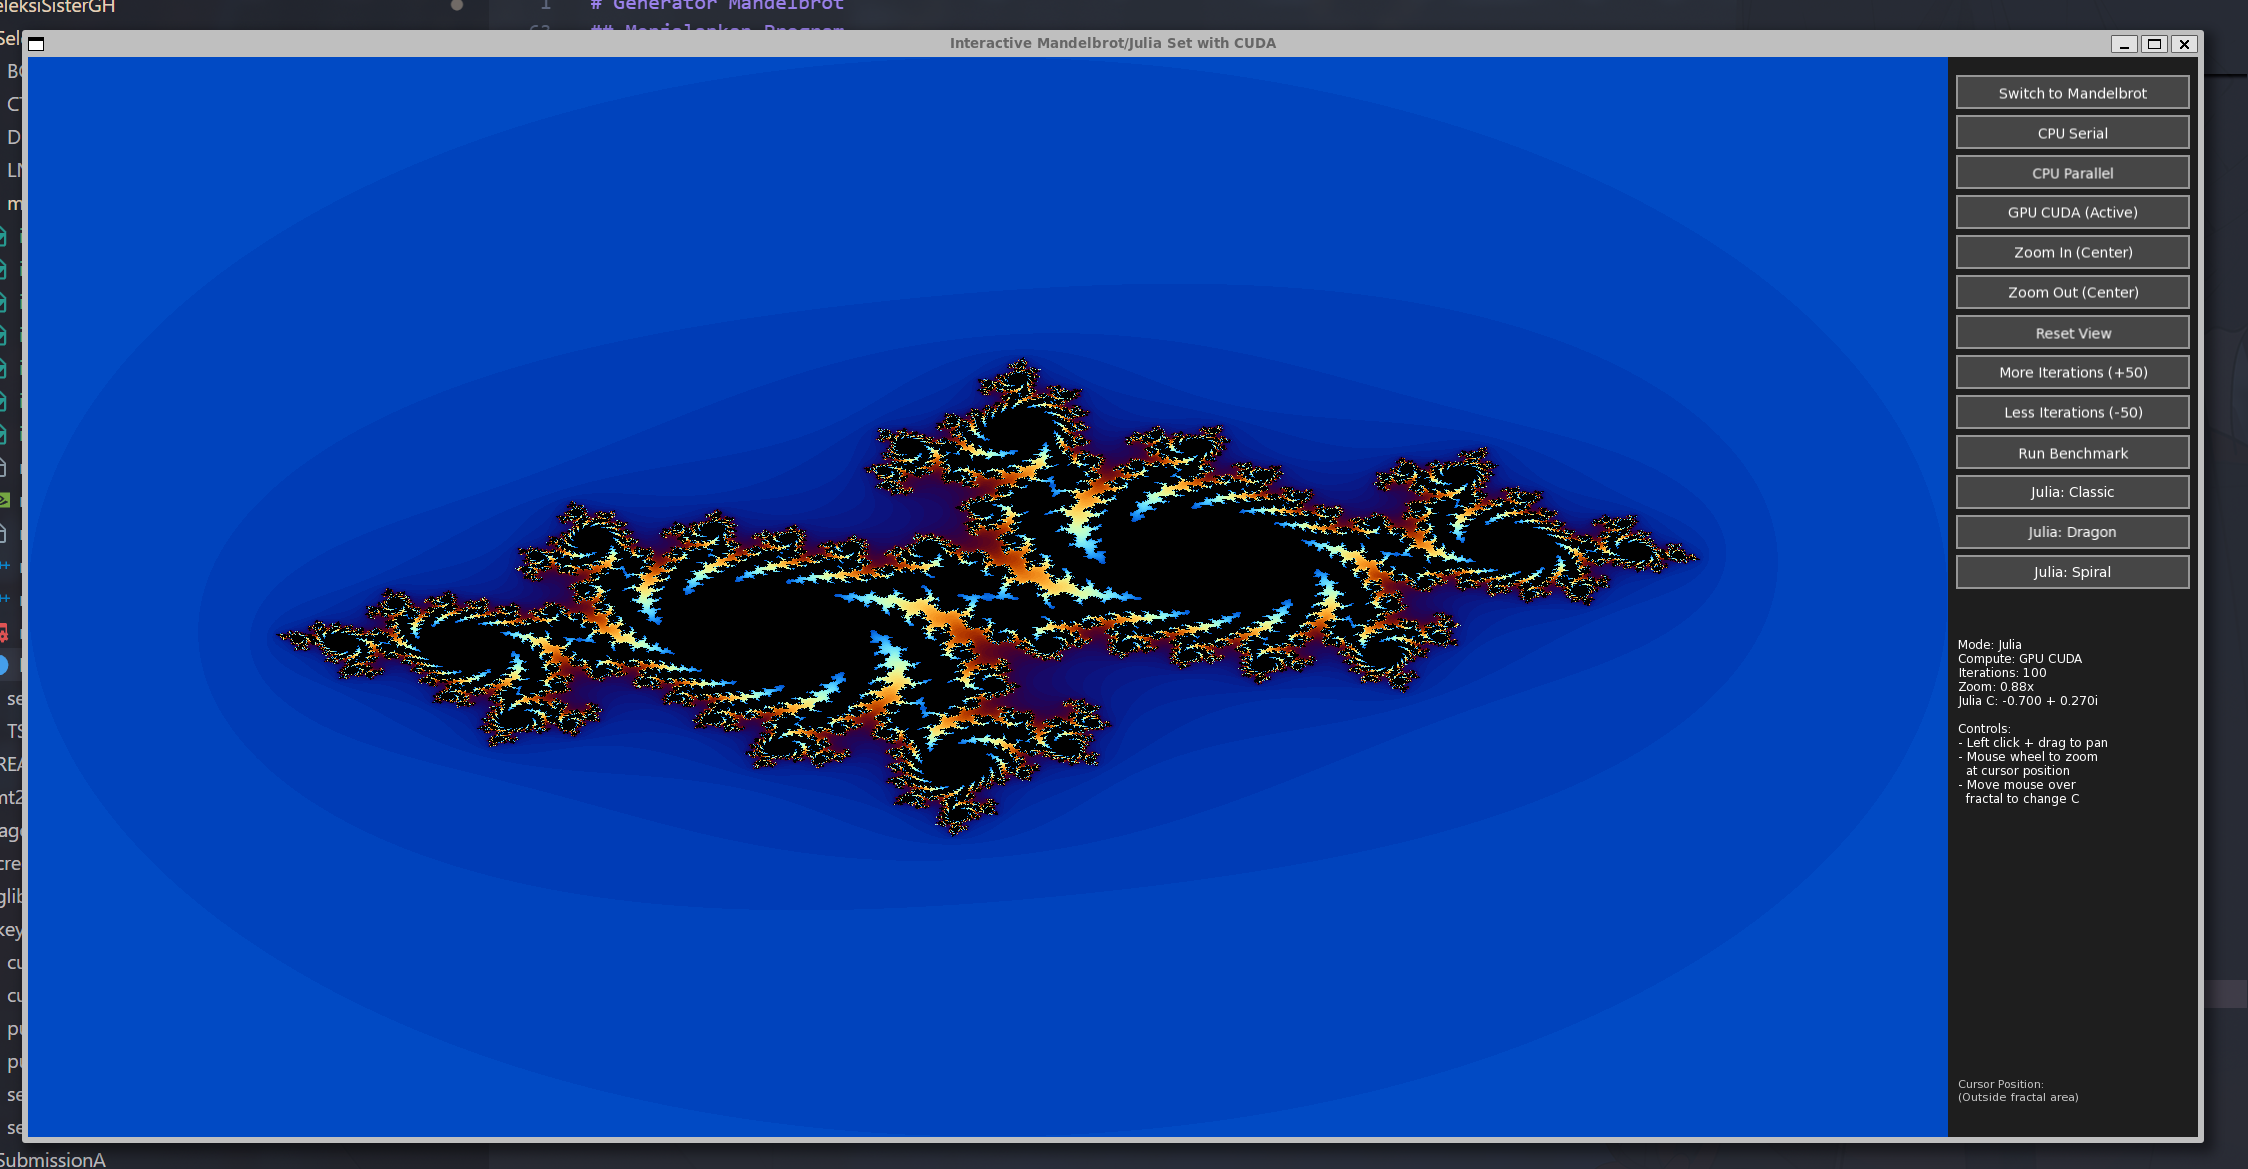 eleksiSisterGH
1 # Generator Mandelbrot
Interactive Mandelbrot/Julia Set with CUDA
Switch to Mandelbrot
CPU Serial
CPU Parallel
GPU CUDA (Active)
Zoom In (Center)
Zoom Out (Center)
Reset View
More Iterations (+50)
Less Iterations (-50)
Run Benchmark
Julia: Classic
Julia: Dragon
Julia: Spiral
Mode: Julia
Compute: GPU CUDA
Iterations: 100
Zoom: 0.88x
Julia C: -0.700 + 0.270i
Controls:
- Left click + drag to pan
- Mouse wheel to zoom
at cursor position
- Move mouse over
fractal to change C
Cursor Position:
(Outside fractal area)
SubmissionA